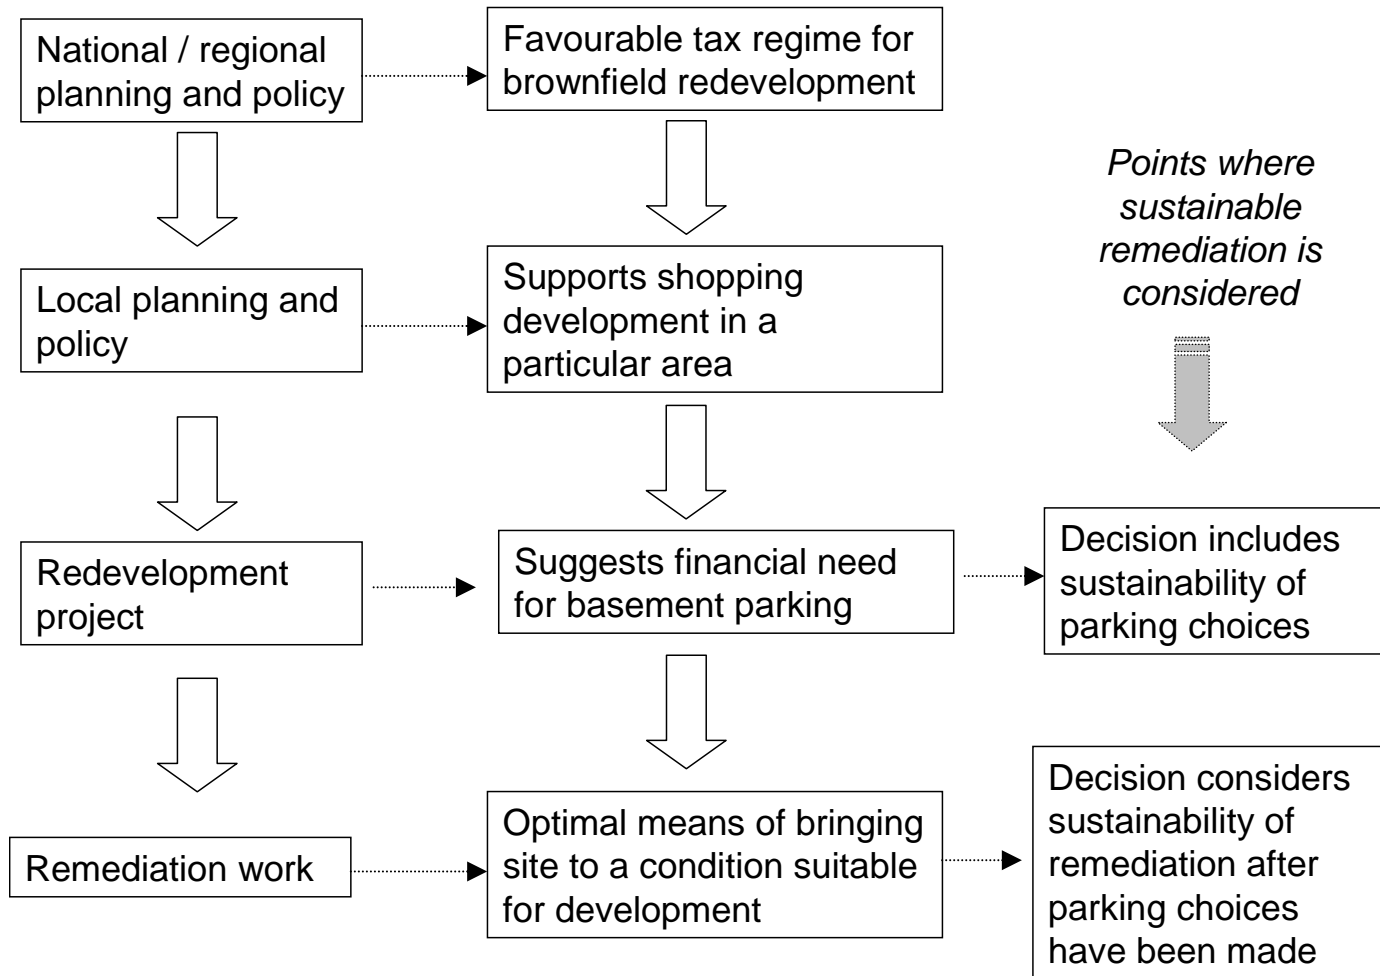 National / regional
planning and policy
Favourable tax regime for
brownfield redevelopment
Points where
sustainable
remediation is
considered
Local planning and
policy
Supports shopping
development in a
particular area
Redevelopment
project
Suggests financial need
for basement parking
Decision includes
sustainability of
parking choices
Remediation work
Optimal means of bringing
site to a condition suitable
for development
Decision considers
sustainability of
remediation after
parking choices
have been made